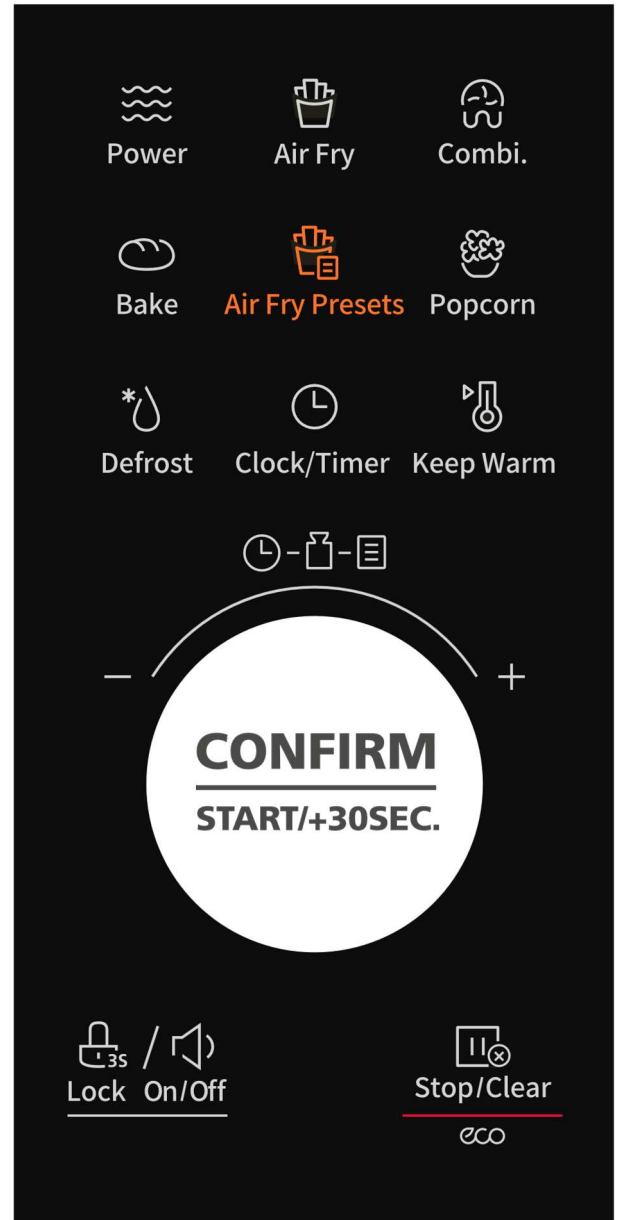 Power Air Fry Combi.
Bake Air Fry Presets Popcorn
Defrost Clock/Timer Keep Warm
− +
CONFIRM
START/+30SEC.
3S
Lock On/Off Stop/Clear
eco